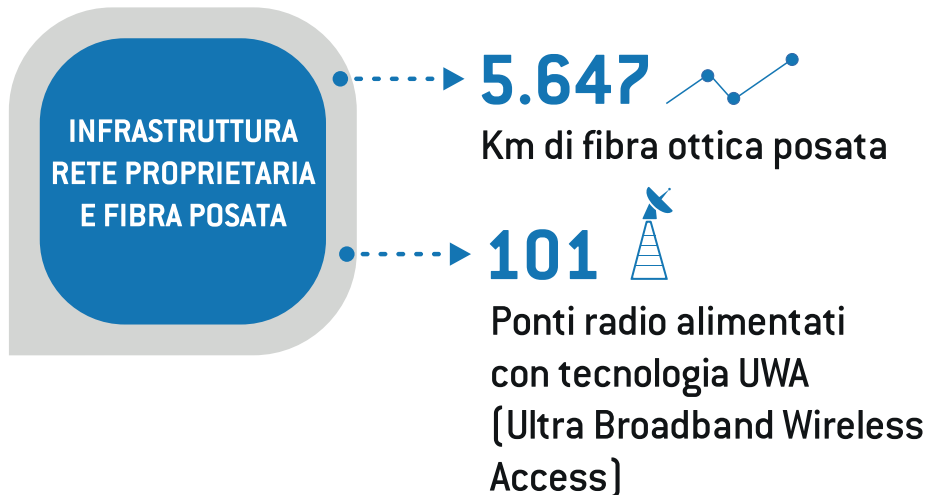 INFRASTRUTTURA
RETE PROPRIETARIA
E FIBRA POSATA
5.647
Km di fibra ottica posata
101
Ponti radio alimentati
con tecnologia UWA
(Ultra Broadband Wireless
Access)